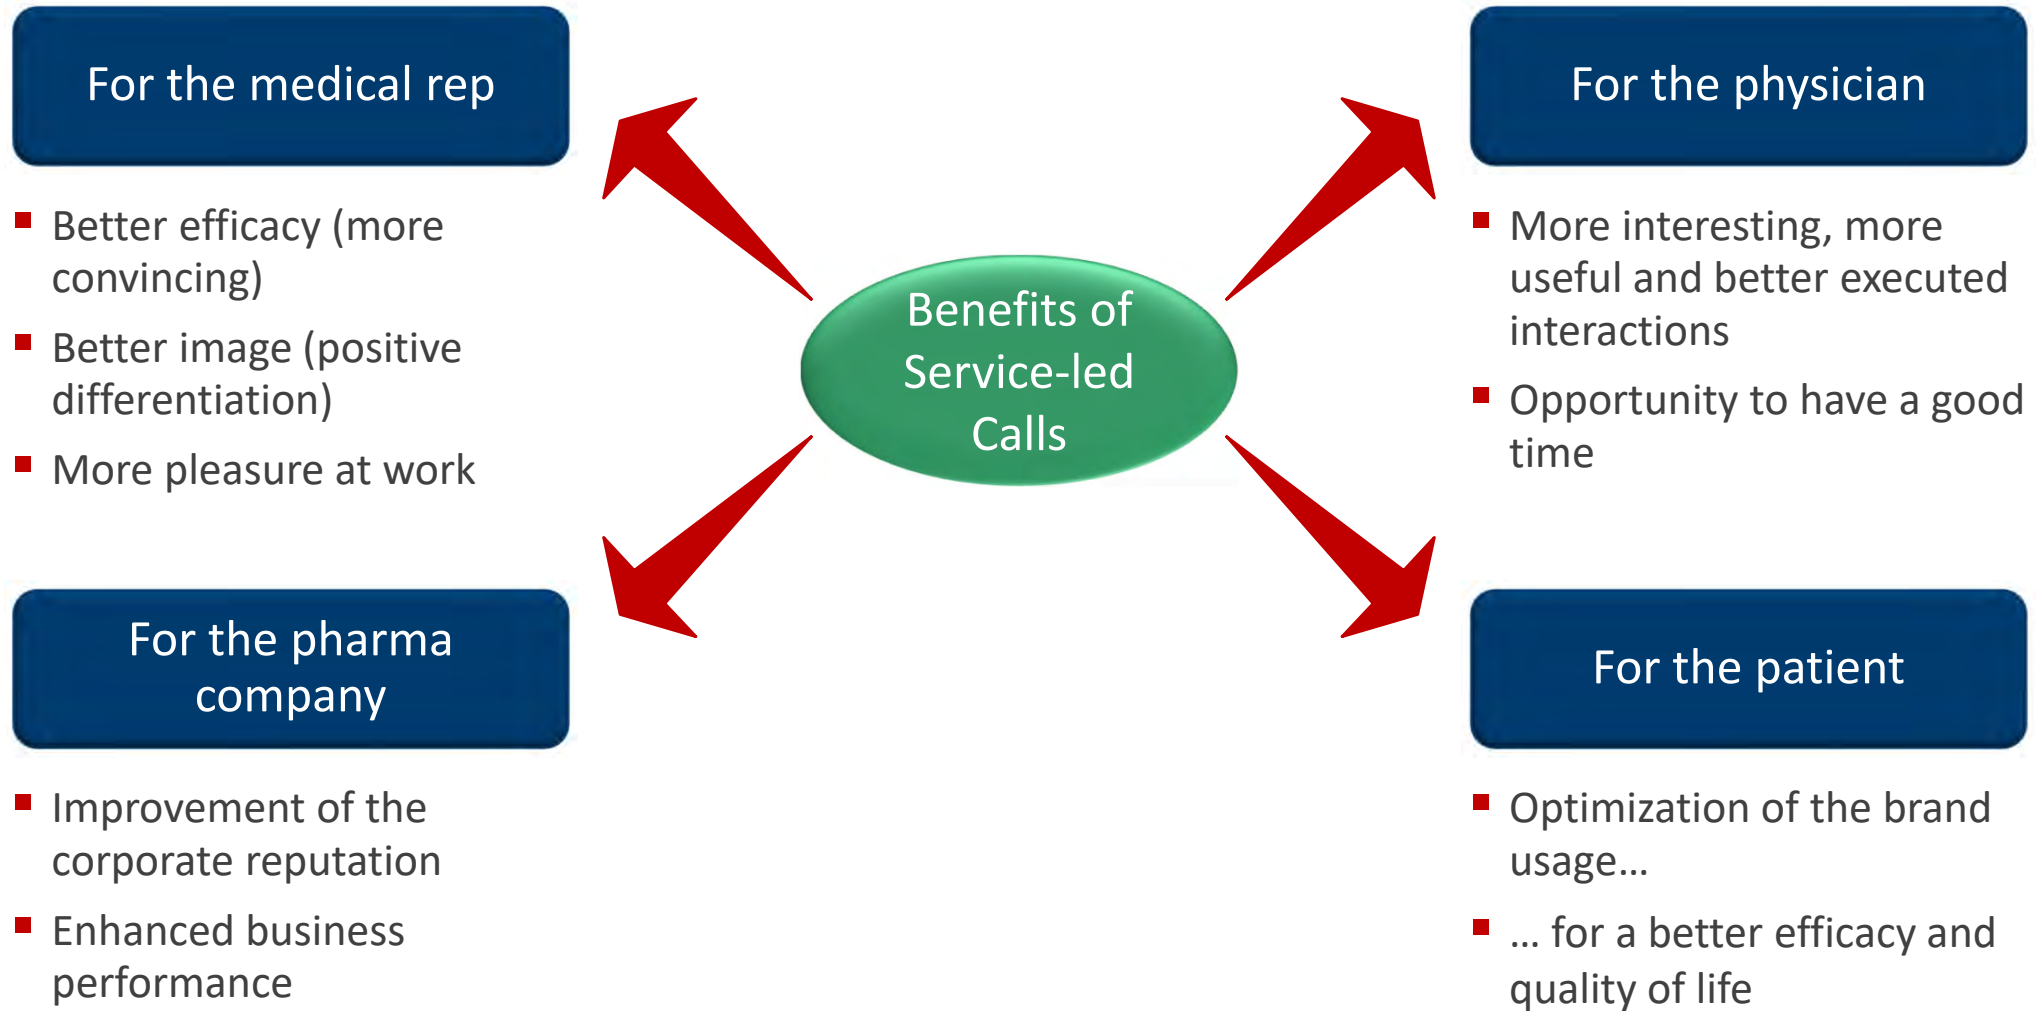 For the medical rep
▪ Better efficacy (more
convincing)
▪ Better image (positive
differentiation)
▪ More pleasure at work
For the physician
▪ More interesting, more
useful and better executed
interactions
▪ Opportunity to have a good
time
Benefits of
Service-led
Calls
For the pharma
company
▪ Improvement of the
corporate reputation
▪ Enhanced business
performance
For the patient
▪ Optimization of the brand
usage…
▪ … for a better efficacy and
quality of life